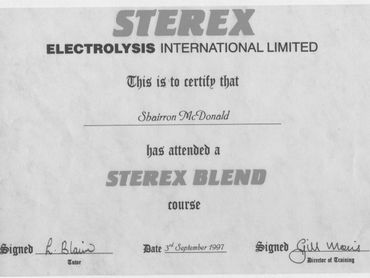 STEREX
ELECTROLYSIS INTERNATIONAL LIMITED
This is to certify that
Shairron McDonald
has attended a
STEREX BLEND
course
Signed L. Blain Date 3rd September 1997 Signed Gill Morris
Tutor Director of Training